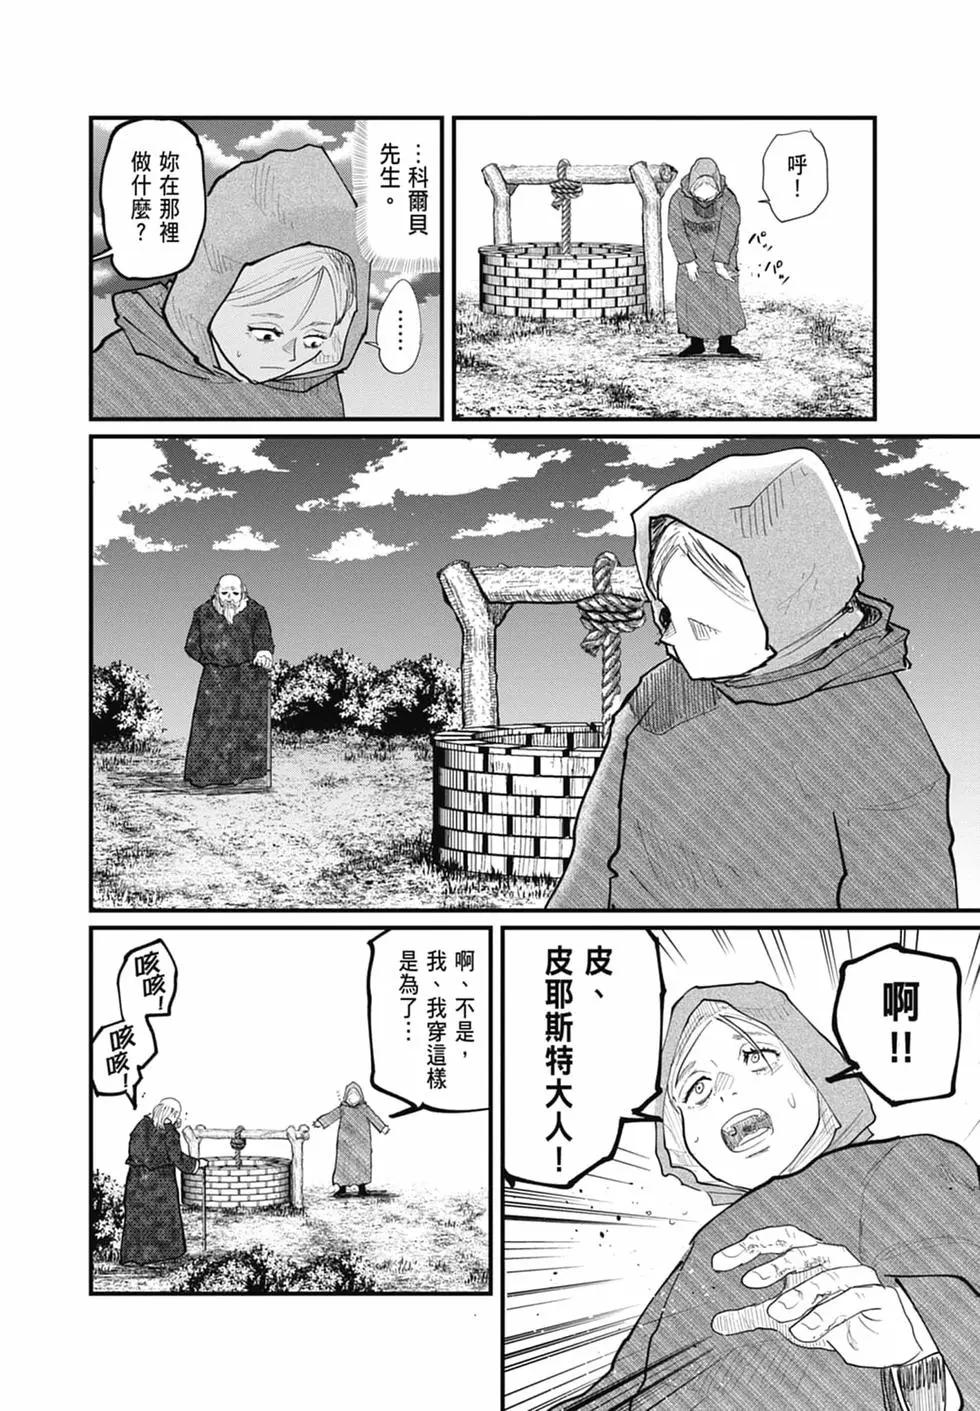 呼！
パッ
パッ
…科爾貝
先生。
……
妳在那裡
做什麼？
啊!!
皮、
皮耶斯特大人！
啊、不是，
我、我穿這樣
是為了…
咳咳！
咳咳！